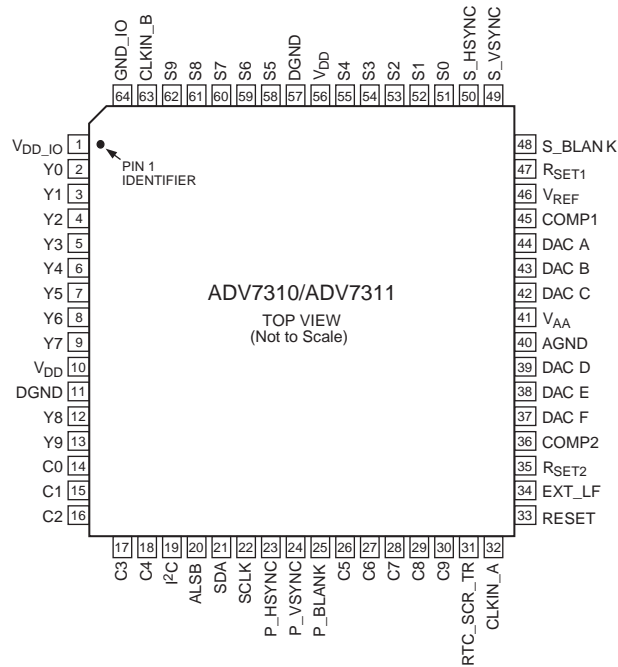 GND_IO
CLKIN_B
S9
S8
S7
S6
S5
DGND
VDD
S4
S3
S2
S1
S0
S_HSYNC
S_VSYNC
64 63 62 61 60 59 58 57 56 55 54 53 52 51 50 49
VDD_IO 1
Y0 2
Y1 3
Y2 4
Y3 5
Y4 6
Y5 7
Y6 8
Y7 9
VDD 10
DGND 11
Y8 12
Y9 13
C0 14
C1 15
C2 16
PIN 1
IDENTIFIER
ADV7310/ADV7311
TOP VIEW
(Not to Scale)
48 S_BLANK
47 RSET1
46 VREF
45 COMP1
44 DAC A
43 DAC B
42 DAC C
41 VAA
40 AGND
39 DAC D
38 DAC E
37 DAC F
36 COMP2
35 RSET2
34 EXT_LF
33 RESET
17 18 19 20 21 22 23 24 25 26 27 28 29 30 31 32
C3
C4
I²C
ALSB
SDA
SCLK
P_HSYNC
P_VSYNC
P_BLANK
C5
C6
C7
C8
C9
RTC_SCR_TR
CLKIN_A